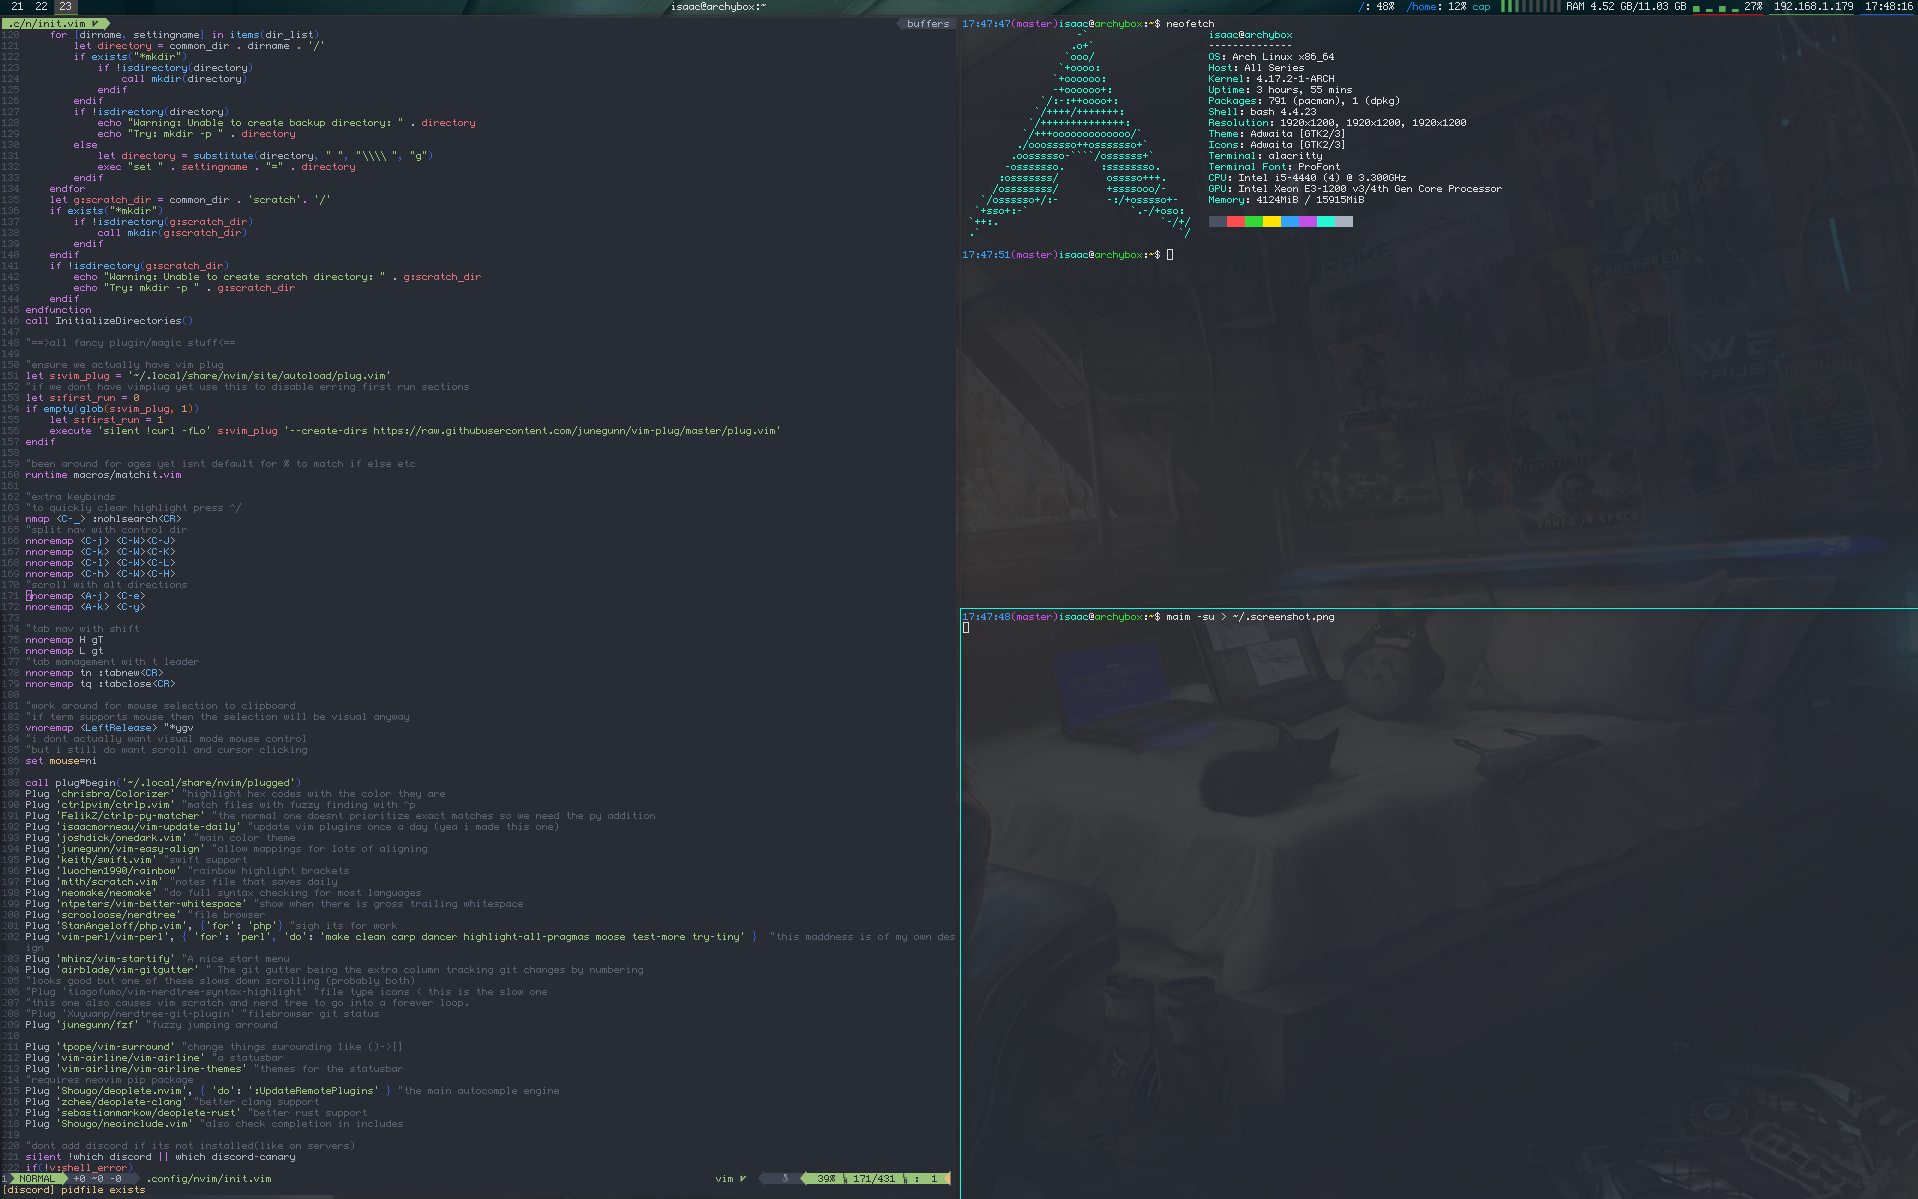 21 22 23
isaac@archybox:~
/: 48% /home: 12% cap RAM 4.52 GB/11.03 GB 27% 192.168.1.179 17:48:16
.c/n/init.vim
buffers
120 for [dirname, settingname] in items(dir_list)
121 let directory = common_dir . dirname . '/'
122 if exists("*mkdir")
123 if !isdirectory(directory)
124 call mkdir(directory)
125 endif
126 endif
127 if !isdirectory(directory)
128 echo "Warning: Unable to create backup directory: " . directory
129 echo "Try: mkdir -p " . directory
130 else
131 let directory = substitute(directory, " ", "\\\\ ", "g")
132 exec "set " . settingname . "=" . directory
133 endif
134 endfor
135 let g:scratch_dir = common_dir . 'scratch'. '/'
136 if exists("*mkdir")
137 if !isdirectory(g:scratch_dir)
138 call mkdir(g:scratch_dir)
139 endif
140 endif
141 if !isdirectory(g:scratch_dir)
142 echo "Warning: Unable to create scratch directory: " . g:scratch_dir
143 echo "Try: mkdir -p " . g:scratch_dir
144 endif
145 endfunction
146 call InitializeDirectories()
147
148 "==>all fancy plugin/magic stuff<==
149
150 "ensure we actually have vim plug
151 let s:vim_plug = '~/.local/share/nvim/site/autoload/plug.vim'
152 "if we dont have vimplug yet use this to disable erring first run sections
153 let s:first_run = 0
154 if empty(glob(s:vim_plug, 1))
155 let s:first_run = 1
156 execute 'silent !curl -fLo' s:vim_plug '--create-dirs https://raw.githubusercontent.com/junegunn/vim-plug/master/plug.vim'
157 endif
158
159 "been around for ages yet isnt default for % to match if else etc
160 runtime macros/matchit.vim
161
162 "extra keybinds
163 "to quickly clear highlight press ^/
164 nmap <C-_> :nohlsearch<CR>
165 "split nav with control dir
166 nnoremap <C-j> <C-W><C-J>
167 nnoremap <C-k> <C-W><C-K>
168 nnoremap <C-l> <C-W><C-L>
169 nnoremap <C-h> <C-W><C-H>
170 "scroll with alt directions
171 nnoremap <A-j> <C-e>
172 nnoremap <A-k> <C-y>
173
174 "tab nav with shift
175 nnoremap H gT
176 nnoremap L gt
177 "tab management with t leader
178 nnoremap tn :tabnew<CR>
179 nnoremap tq :tabclose<CR>
180
181 "work around for mouse selection to clipboard
182 "if term supports mouse then the selection will be visual anyway
183 vnoremap <LeftRelease> "*ygv
184 "i dont actually want visual mode mouse control
185 "but i still do want scroll and cursor clicking
186 set mouse=ni
187
188 call plug#begin('~/.local/share/nvim/plugged')
189 Plug 'chrisbra/Colorizer' "highlight hex codes with the color they are
190 Plug 'ctrlpvim/ctrlp.vim' "match files with fuzzy finding with ^p
191 Plug 'FelikZ/ctrlp-py-matcher' "the normal one doesnt prioritize exact matches so we need the py addition
192 Plug 'isaacmorneau/vim-update-daily' "update vim plugins once a day (yea i made this one)
193 Plug 'joshdick/onedark.vim' "main color theme
194 Plug 'junegunn/vim-easy-align' "allow mappings for lots of aligning
195 Plug 'keith/swift.vim' "swift support
196 Plug 'luochen1990/rainbow' "rainbow highlight brackets
197 Plug 'mtth/scratch.vim' "notes file that saves daily
198 Plug 'neomake/neomake' "do full syntax checking for most languages
199 Plug 'ntpeters/vim-better-whitespace' "show when there is gross trailing whitespace
200 Plug 'scrooloose/nerdtree' "file browser
201 Plug 'StanAngeloff/php.vim', {'for': 'php'} "sigh its for work
202 Plug 'vim-perl/vim-perl', { 'for': 'perl', 'do': 'make clean carp dancer highlight-all-pragmas moose test-more try-tiny' } "this maddness is of my own des
ign
203 Plug 'mhinz/vim-startify' "A nice start menu
204 Plug 'airblade/vim-gitgutter' " The git gutter being the extra column tracking git changes by numbering
205 "looks good but one of these slows down scrolling (probably both)
206 "Plug 'tiagofumo/vim-nerdtree-syntax-highlight' "file type icons < this is the slow one
207 "this one also causes vim scratch and nerd tree to go into a forever loop.
208 "Plug 'Xuyuanp/nerdtree-git-plugin' "filebrowser git status
209 Plug 'junegunn/fzf' "fuzzy jumping arround
210
211 Plug 'tpope/vim-surround' "change things surounding like ()->[]
212 Plug 'vim-airline/vim-airline' "a statusbar
213 Plug 'vim-airline/vim-airline-themes' "themes for the statusbar
214 "requires neovim pip package
215 Plug 'Shougo/deoplete.nvim', { 'do': ':UpdateRemotePlugins' } "the main autocomple engine
216 Plug 'zchee/deoplete-clang' "better clang support
217 Plug 'sebastianmarkow/deoplete-rust' "better rust support
218 Plug 'Shougo/neoinclude.vim' "also check completion in includes
219
220 "dont add discord if its not installed(like on servers)
221 silent !which discord || which discord-canary
222 if(!v:shell_error)
1 NORMAL +0 ~0 -0 .config/nvim/init.vim vim 39% 171/431 : 1
[discord] pidfile exists
17:47:47(master)isaac@archybox:~$ neofetch
isaac@archybox
--------------
OS: Arch Linux x86_64
Host: All Series
Kernel: 4.17.2-1-ARCH
Uptime: 3 hours, 55 mins
Packages: 791 (pacman), 1 (dpkg)
Shell: bash 4.4.23
Resolution: 1920x1200, 1920x1200, 1920x1200
Theme: Adwaita [GTK2/3]
Icons: Adwaita [GTK2/3]
Terminal: alacritty
Terminal Font: ProFont
CPU: Intel i5-4440 (4) @ 3.300GHz
GPU: Intel Xeon E3-1200 v3/4th Gen Core Processor
Memory: 4124MiB / 15915MiB
17:47:51(master)isaac@archybox:~$
17:47:48(master)isaac@archybox:~$ maim -su > ~/.screenshot.png